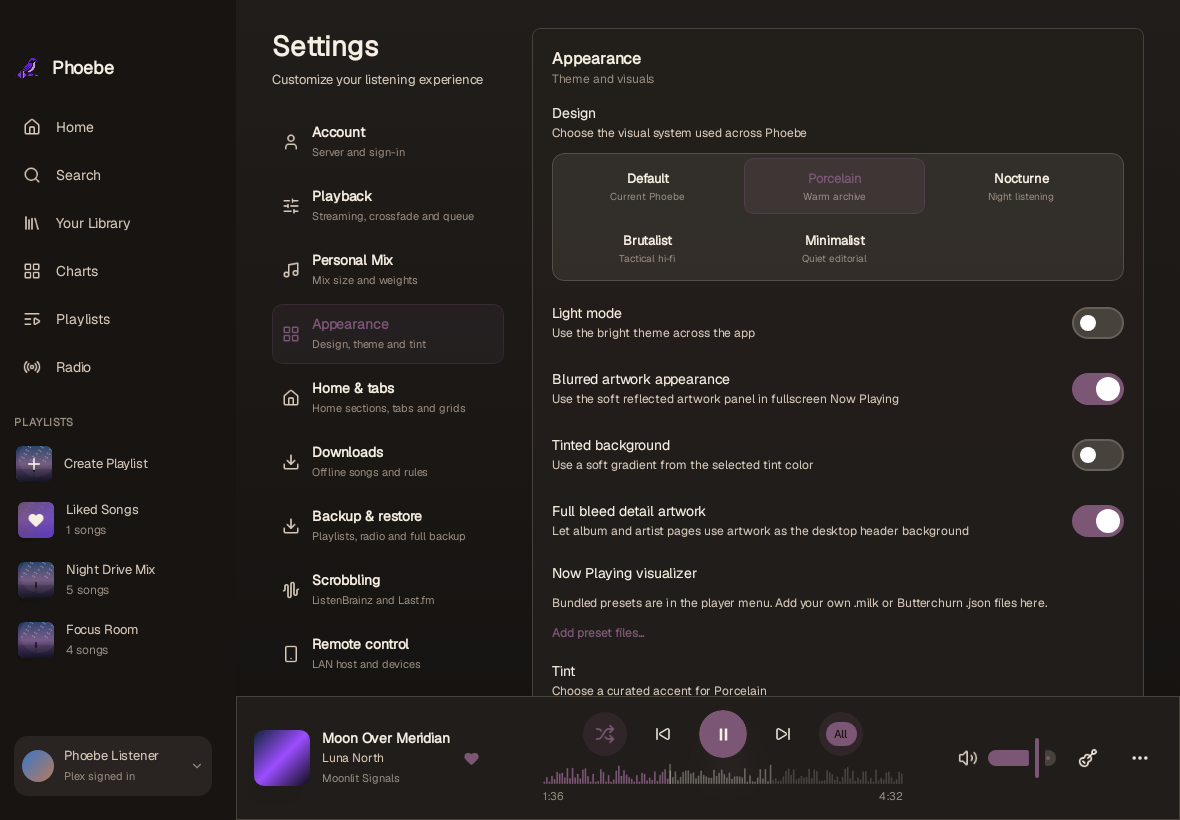 Phoebe
Home
Search
Your Library
Charts
Playlists
Radio
PLAYLISTS
Create Playlist
Liked Songs
1 songs
Night Drive Mix
5 songs
Focus Room
4 songs
Phoebe Listener
Plex signed in
Settings
Customize your listening experience
Account
Server and sign-in
Playback
Streaming, crossfade and queue
Personal Mix
Mix size and weights
Appearance
Design, theme and tint
Home & tabs
Home sections, tabs and grids
Downloads
Offline songs and rules
Backup & restore
Playlists, radio and full backup
Scrobbling
ListenBrainz and Last.fm
Remote control
LAN host and devices
Appearance
Theme and visuals
Design
Choose the visual system used across Phoebe
Default
Current Phoebe
Porcelain
Warm archive
Nocturne
Night listening
Brutalist
Tactical hi-fi
Minimalist
Quiet editorial
Light mode
Use the bright theme across the app
Blurred artwork appearance
Use the soft reflected artwork panel in fullscreen Now Playing
Tinted background
Use a soft gradient from the selected tint color
Full bleed detail artwork
Let album and artist pages use artwork as the desktop header background
Now Playing visualizer
Bundled presets are in the player menu. Add your own .milk or Butterchurn .json files here.
Add preset files...
Tint
Choose a curated accent for Porcelain
Moon Over Meridian
Luna North
Moonlit Signals
All
1:36
4:32